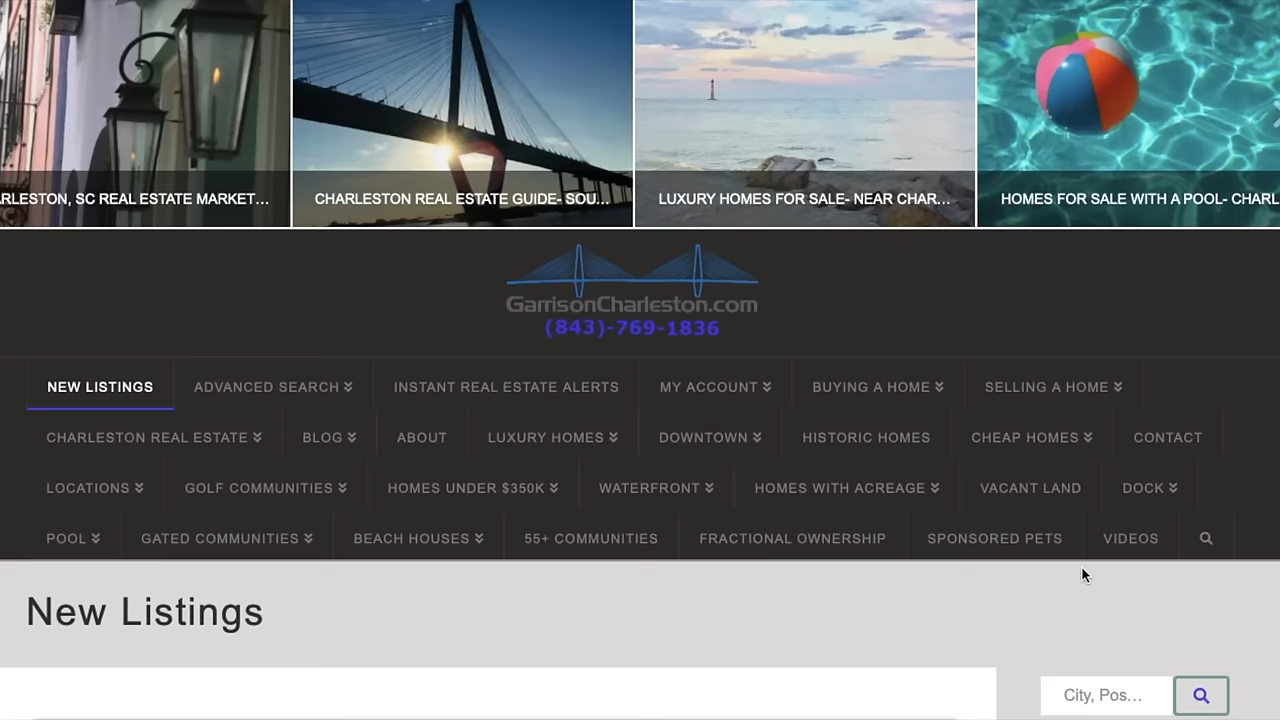 RLESTON, SC REAL ESTATE MARKET...
CHARLESTON REAL ESTATE GUIDE- SOU...
LUXURY HOMES FOR SALE- NEAR CHAR...
HOMES FOR SALE WITH A POOL- CHARL
GarrisonCharleston.com
(843)-769-1836
NEW LISTINGS ADVANCED SEARCH INSTANT REAL ESTATE ALERTS MY ACCOUNT BUYING A HOME SELLING A HOME
CHARLESTON REAL ESTATE BLOG ABOUT LUXURY HOMES DOWNTOWN HISTORIC HOMES CHEAP HOMES CONTACT
LOCATIONS GOLF COMMUNITIES HOMES UNDER $350K WATERFRONT HOMES WITH ACREAGE VACANT LAND DOCK
POOL GATED COMMUNITIES BEACH HOUSES 55+ COMMUNITIES FRACTIONAL OWNERSHIP SPONSORED PETS VIDEOS
New Listings
City, Pos...